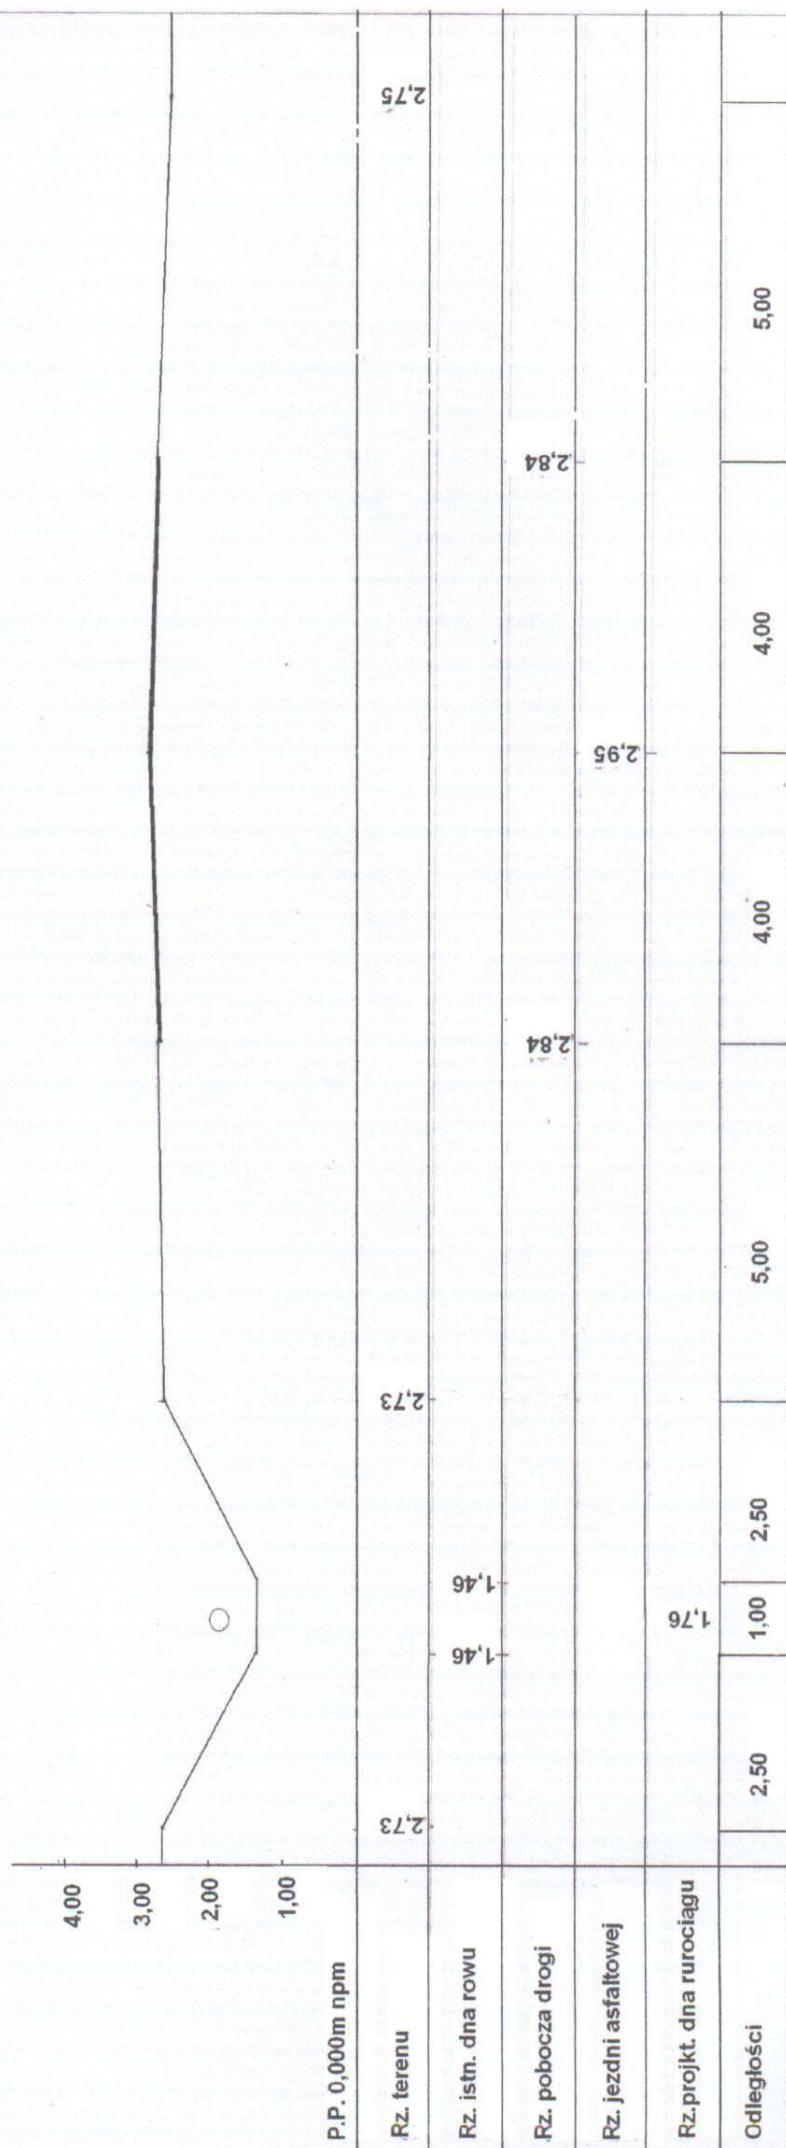 4,00
3,00
2,00
1,00
P.P. 0,000m npm
Rz. terenu 2,73 2,73 2,75
Rz. istn. dna rowu 1,46 1,46
Rz. pobocza drogi 2,84 2,84
Rz. jezdni asfaltowej 2,95
Rz.projkt. dna rurociągu 1,76
Odległości 2,50 1,00 2,50 5,00 4,00 4,00 5,00